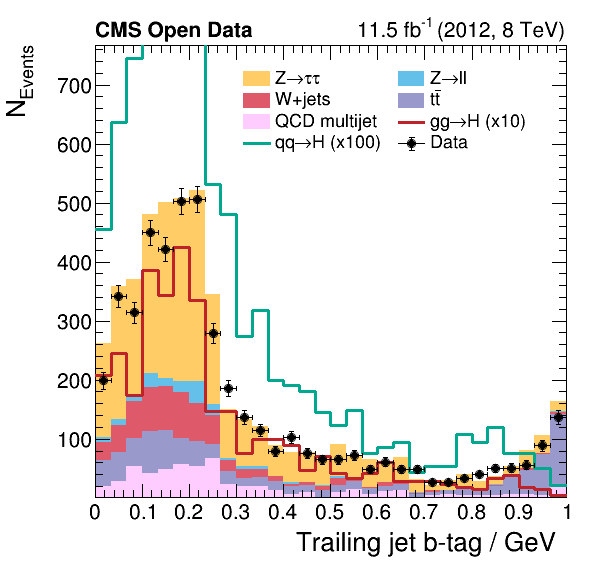 CMS Open Data 11.5 fb⁻¹ (2012, 8 TeV)
N_Events
700
600
500
400
300
200
100
Z→ττ Z→ll
W+jets tt̄
QCD multijet gg→H (x10)
qq→H (x100) Data
0 0.1 0.2 0.3 0.4 0.5 0.6 0.7 0.8 0.9 1
Trailing jet b-tag / GeV